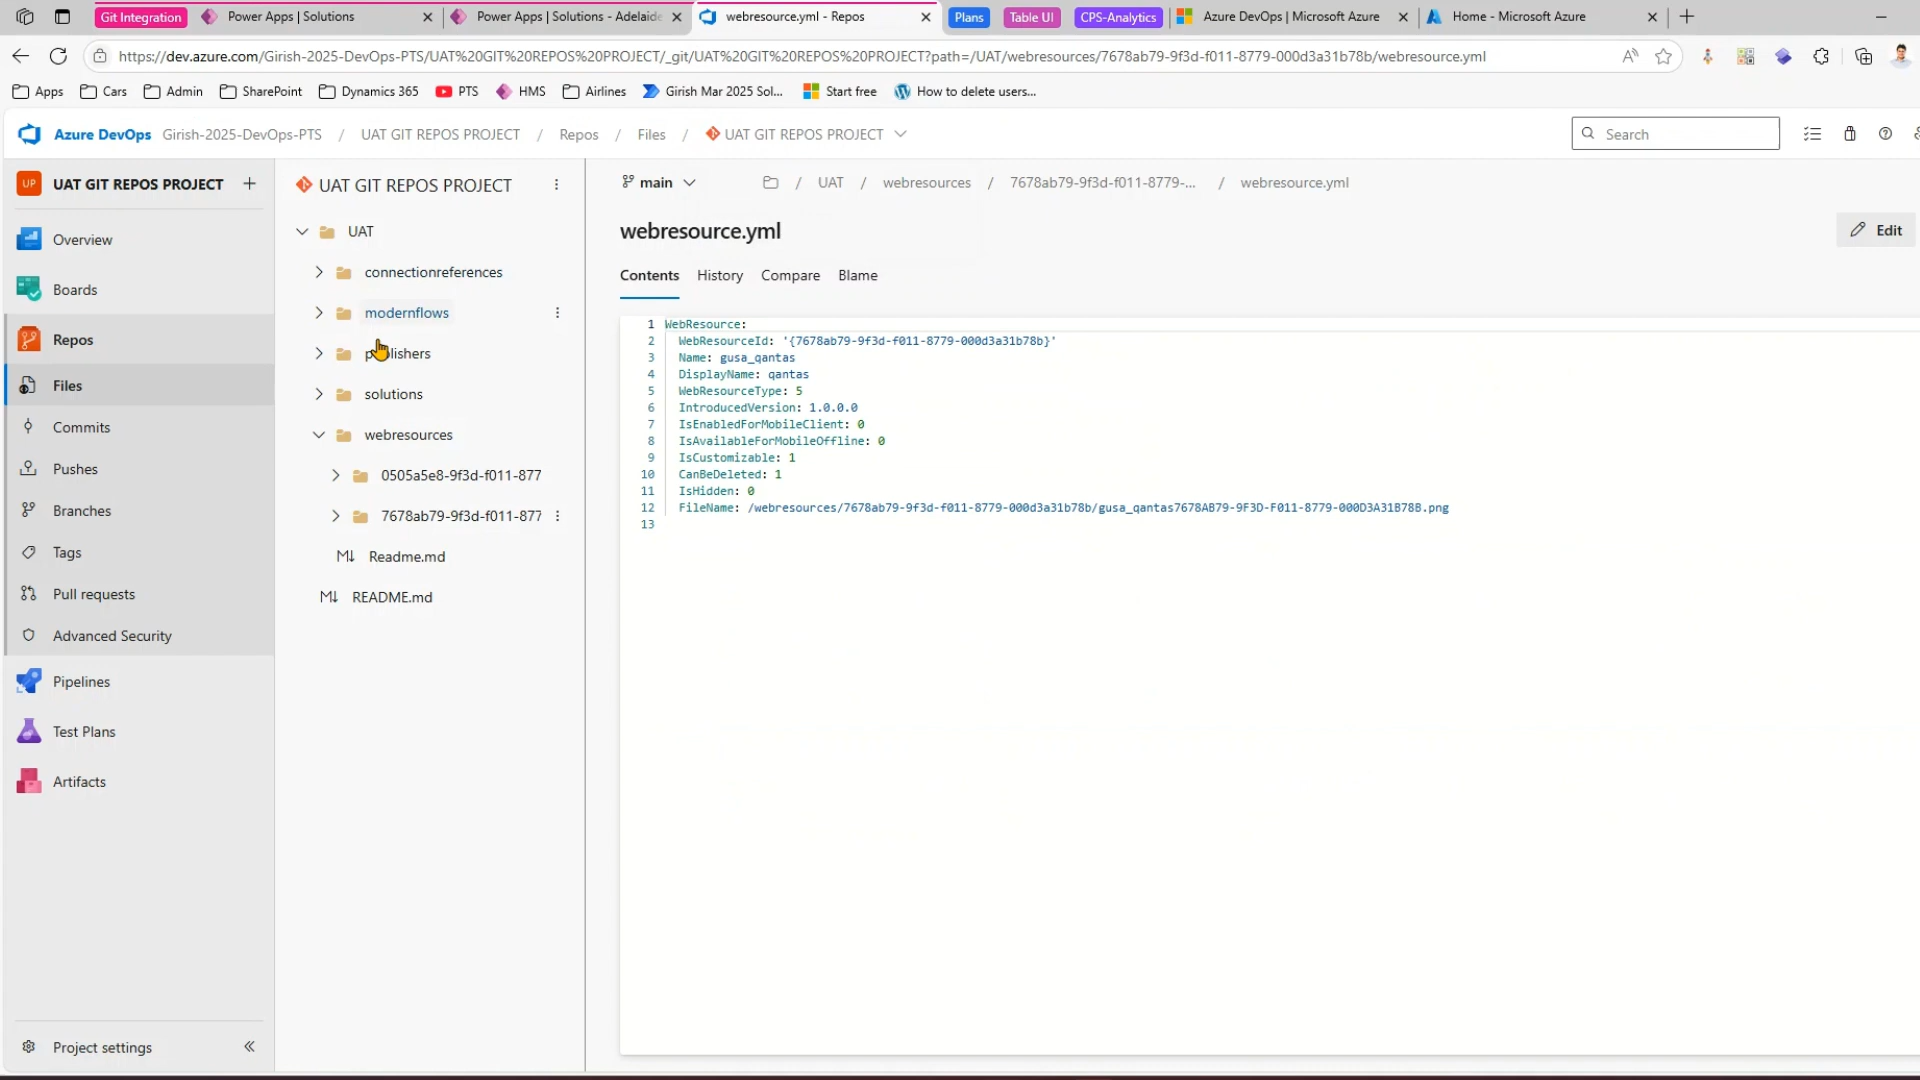 Git Integration
Power Apps | Solutions
Power Apps | Solutions - Adelaide
webresource.yml - Repos
Plans
Table UI
CPS-Analytics
Azure DevOps | Microsoft Azure
Home - Microsoft Azure
https://dev.azure.com/Girish-2025-DevOps-PTS/UAT%20GIT%20REPOS%20PROJECT/_git/UAT%20GIT%20REPOS%20PROJECT?path=/UAT/webresources/7678ab79-9f3d-f011-8779-000d3a31b78b/webresource.yml
Apps
Cars
Admin
SharePoint
Dynamics 365
PTS
HMS
Airlines
Girish Mar 2025 Sol...
Start free
How to delete users...
Azure DevOps Girish-2025-DevOps-PTS / UAT GIT REPOS PROJECT / Repos / Files / UAT GIT REPOS PROJECT
Search
UP UAT GIT REPOS PROJECT
Overview
Boards
Repos
Files
Commits
Pushes
Branches
Tags
Pull requests
Advanced Security
Pipelines
Test Plans
Artifacts
Project settings
UAT GIT REPOS PROJECT
UAT
connectionreferences
modernflows
publishers
solutions
webresources
0505a5e8-9f3d-f011-877
7678ab79-9f3d-f011-877
Readme.md
README.md
main
/ UAT / webresources / 7678ab79-9f3d-f011-8779-... / webresource.yml
webresource.yml
Edit
Contents
History
Compare
Blame
1 WebResource:
2 WebResourceId: '{7678ab79-9f3d-f011-8779-000d3a31b78b}'
3 Name: gusa_qantas
4 DisplayName: qantas
5 WebResourceType: 5
6 IntroducedVersion: 1.0.0.0
7 IsEnabledForMobileClient: 0
8 IsAvailableForMobileOffline: 0
9 IsCustomizable: 1
10 CanBeDeleted: 1
11 IsHidden: 0
12 FileName: /webresources/7678ab79-9f3d-f011-8779-000d3a31b78b/gusa_qantas7678AB79-9F3D-F011-8779-000D3A31B78B.png
13